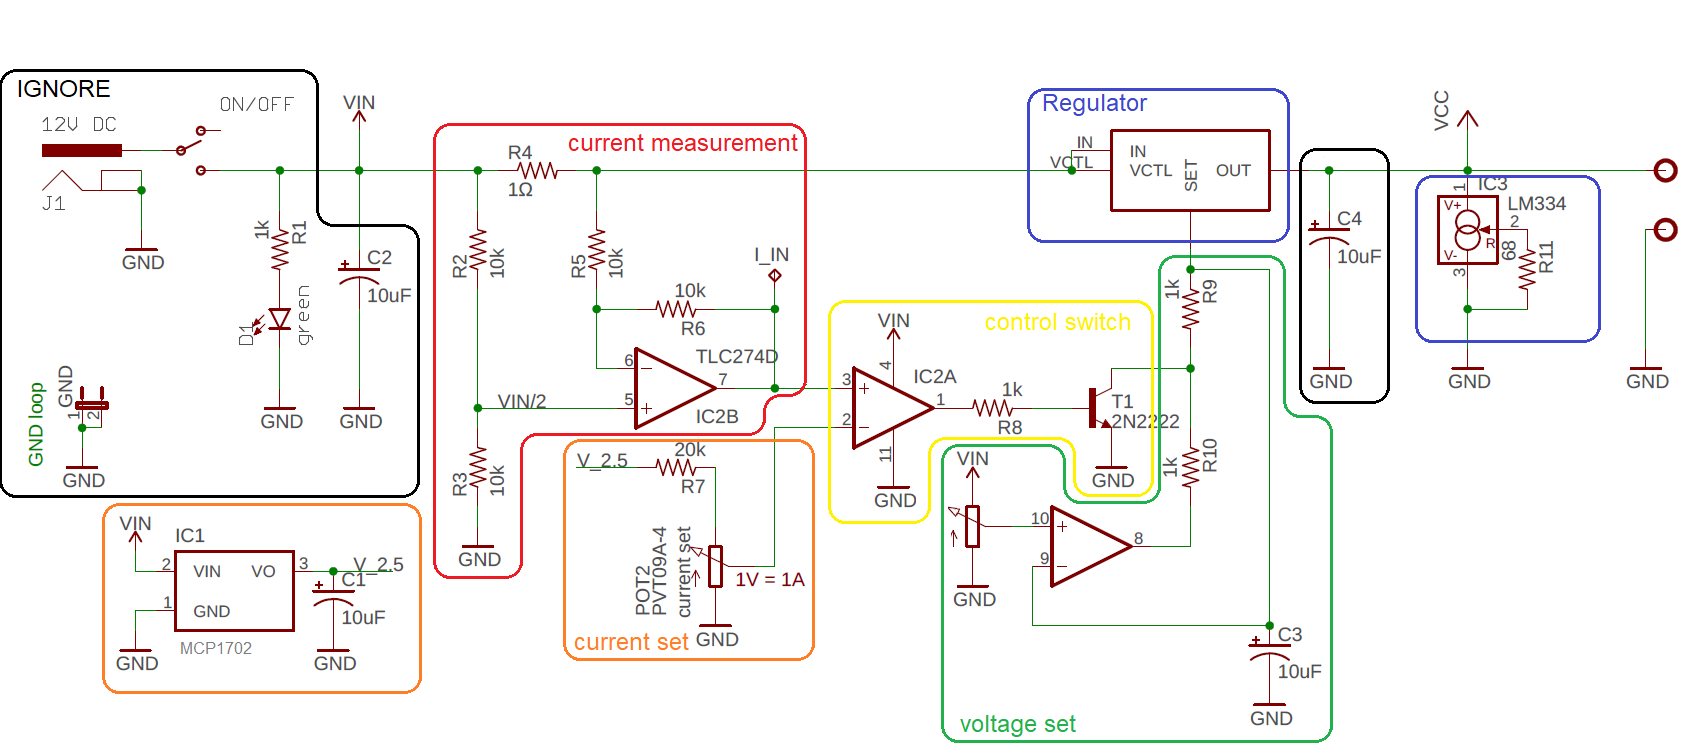 IGNORE
ON/OFF
12V DC
J1
GND
1k
R1
D1
green
GND
VIN
C2
10uF
GND
GND loop
GND
1
2
GND
current measurement
R4
1Ω
R2
10k
R5
10k
I_IN
10k
R6
TLC274D
6
7
5
IC2B
VIN/2
R3
10k
GND
VIN
IC1
2
VIN
VO
3
V_2.5
1
GND
C1
10uF
MCP1702
GND
GND
V_2.5
20k
R7
POT2
PVT09A-4
current set
1V = 1A
current set
GND
control switch
VIN
4
IC2A
3
2
1
11
GND
1k
R8
T1
2N2222
GND
Regulator
IN
VCTL
IN
VCTL
SET
OUT
1k
R9
1k
R10
VIN
GND
10
9
8
C3
10uF
GND
voltage set
C4
10uF
GND
VCC
1
IC3
LM334
V+
2
R
V-
3
68
R11
GND
GND